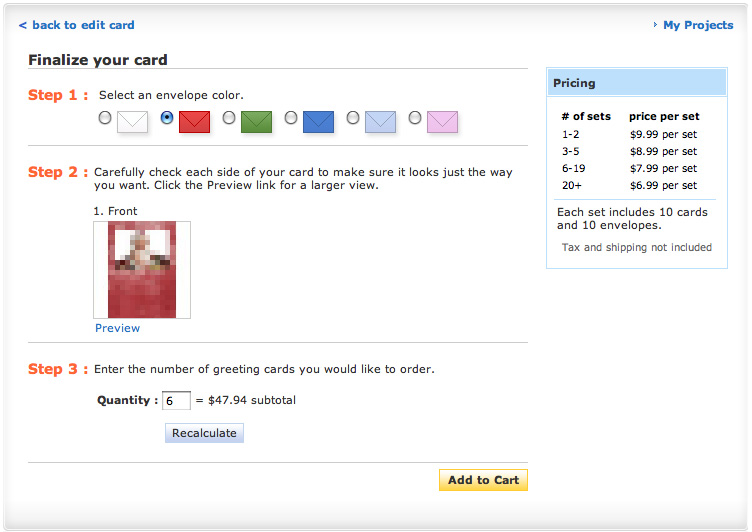 < back to edit card
My Projects
Finalize your card
Step 1 : Select an envelope color.
Step 2 : Carefully check each side of your card to make sure it looks just the way
you want. Click the Preview link for a larger view.
1. Front
Preview
Step 3 : Enter the number of greeting cards you would like to order.
Quantity : 6 = $47.94 subtotal
Recalculate
Add to Cart
Pricing
# of sets price per set
1-2 $9.99 per set
3-5 $8.99 per set
6-19 $7.99 per set
20+ $6.99 per set
Each set includes 10 cards
and 10 envelopes.
Tax and shipping not included